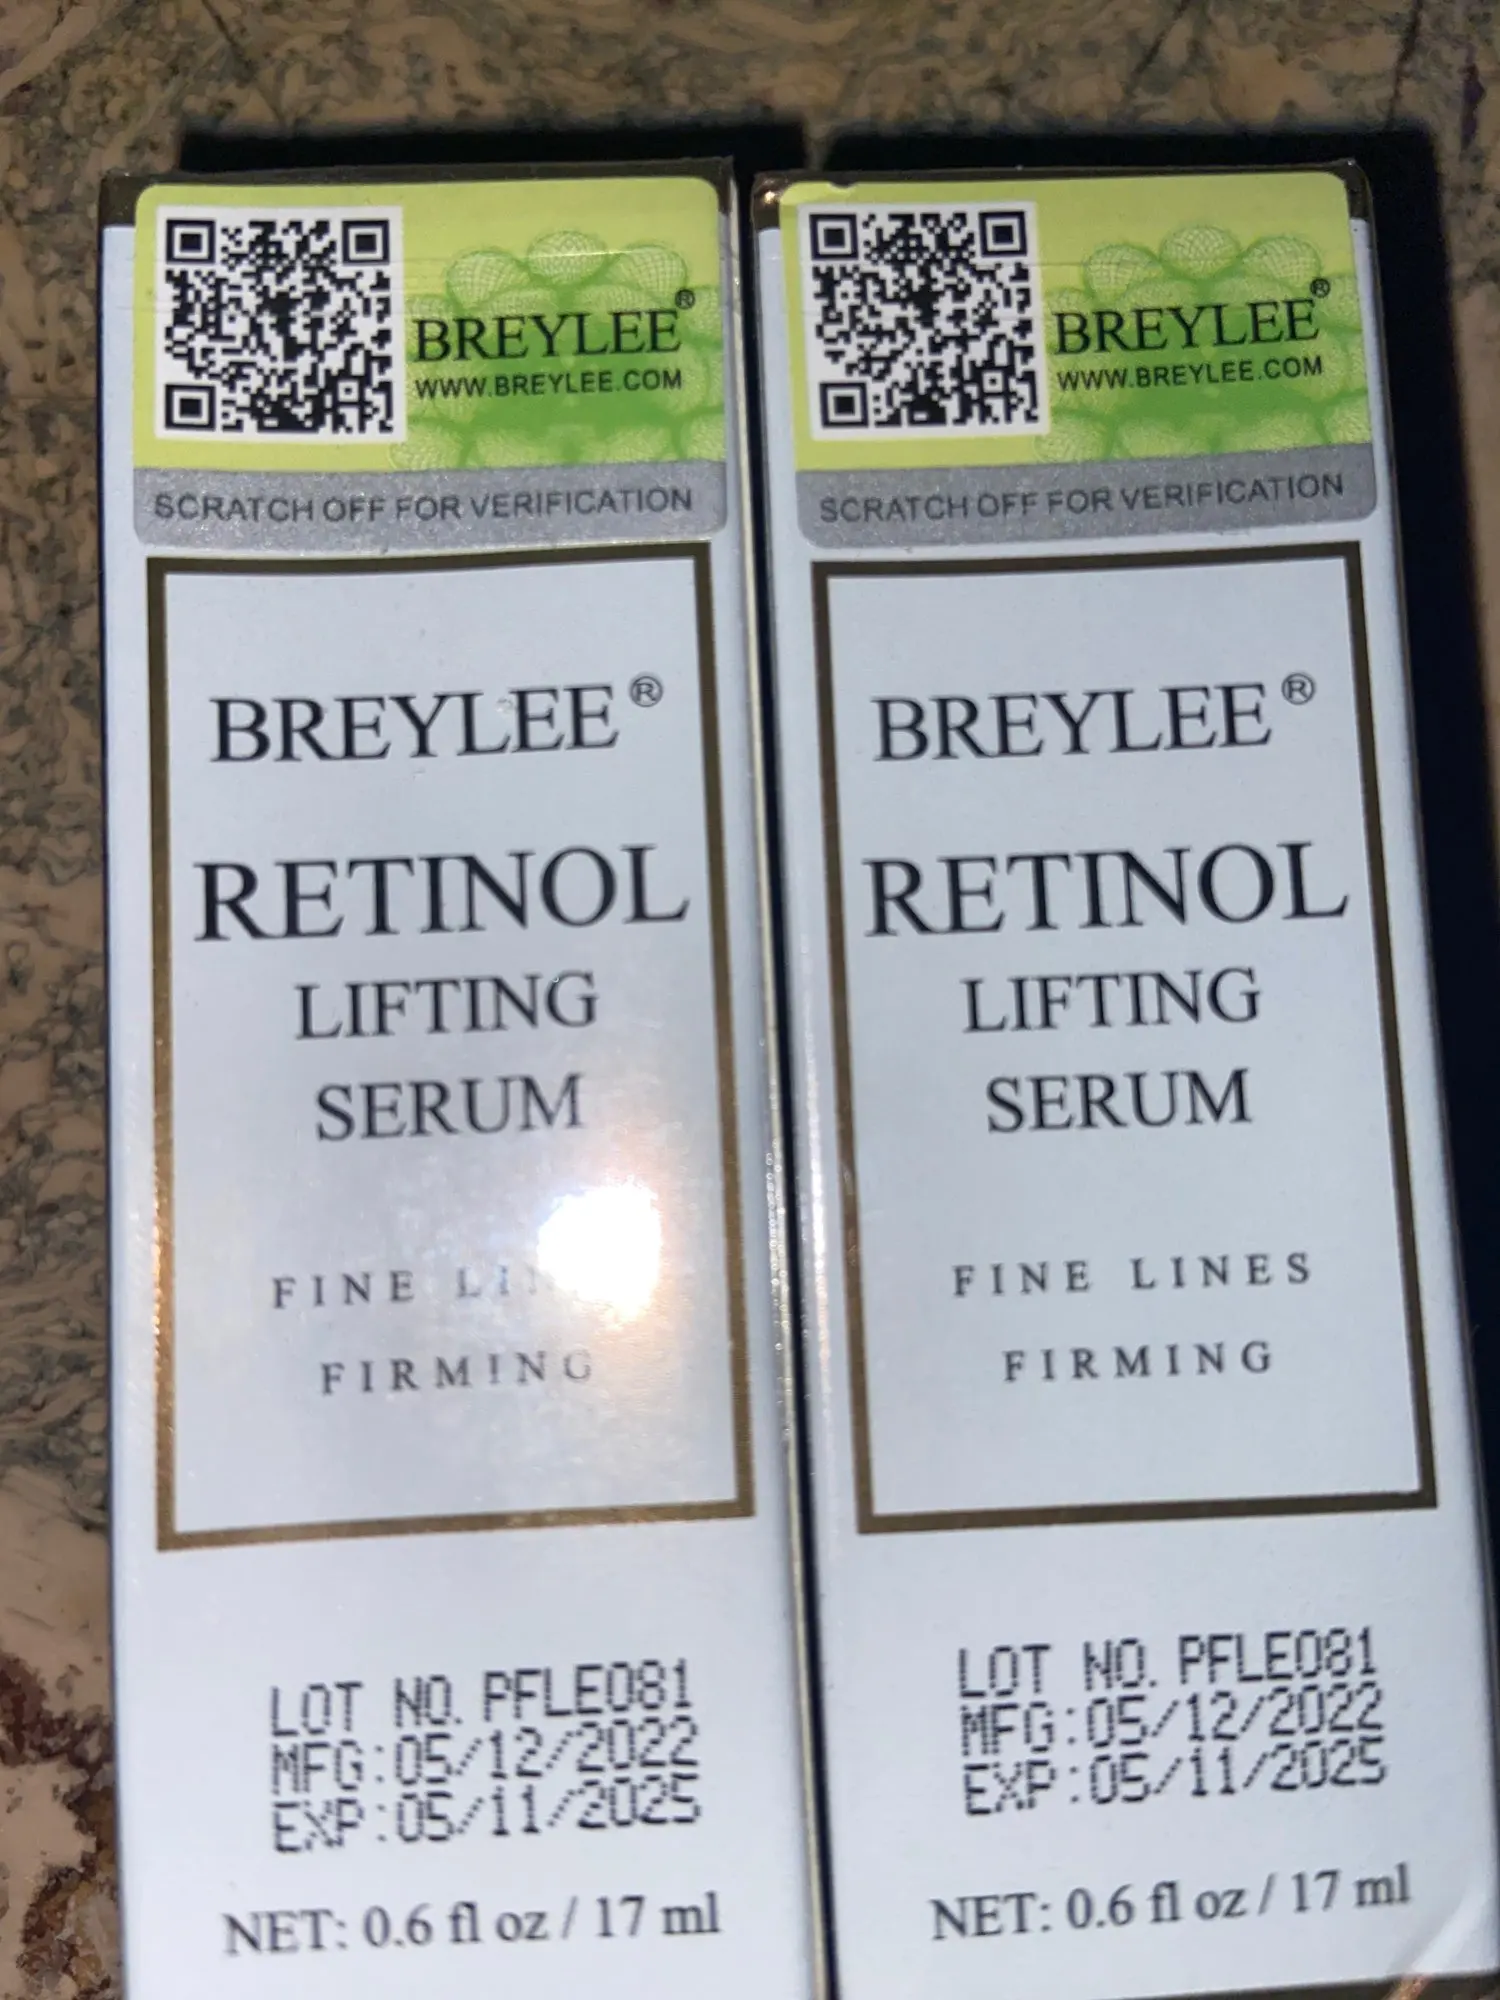 BREYLEE®
WWW.BREYLEE.COM
SCRATCH OFF FOR VERIFICATION
BREYLEE®
RETINOL
LIFTING
SERUM
FINE LIN
FIRMING
LOT NO. PFLE081
MFG:05/12/2022
EXP:05/11/2025
NET: 0.6 fl oz / 17 ml
BREYLEE®
WWW.BREYLEE.COM
SCRATCH OFF FOR VERIFICATION
BREYLEE®
RETINOL
LIFTING
SERUM
FINE LINES
FIRMING
LOT NO. PFLE081
MFG:05/12/2022
EXP:05/11/2025
NET: 0.6 fl oz / 17 ml